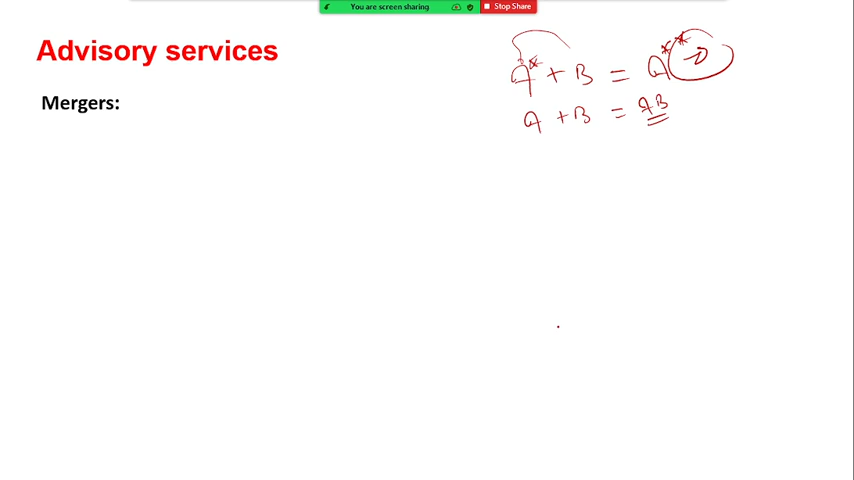 You are screen sharing Stop Share
Advisory services
A* + B = A**
Mergers:
A + B = AB